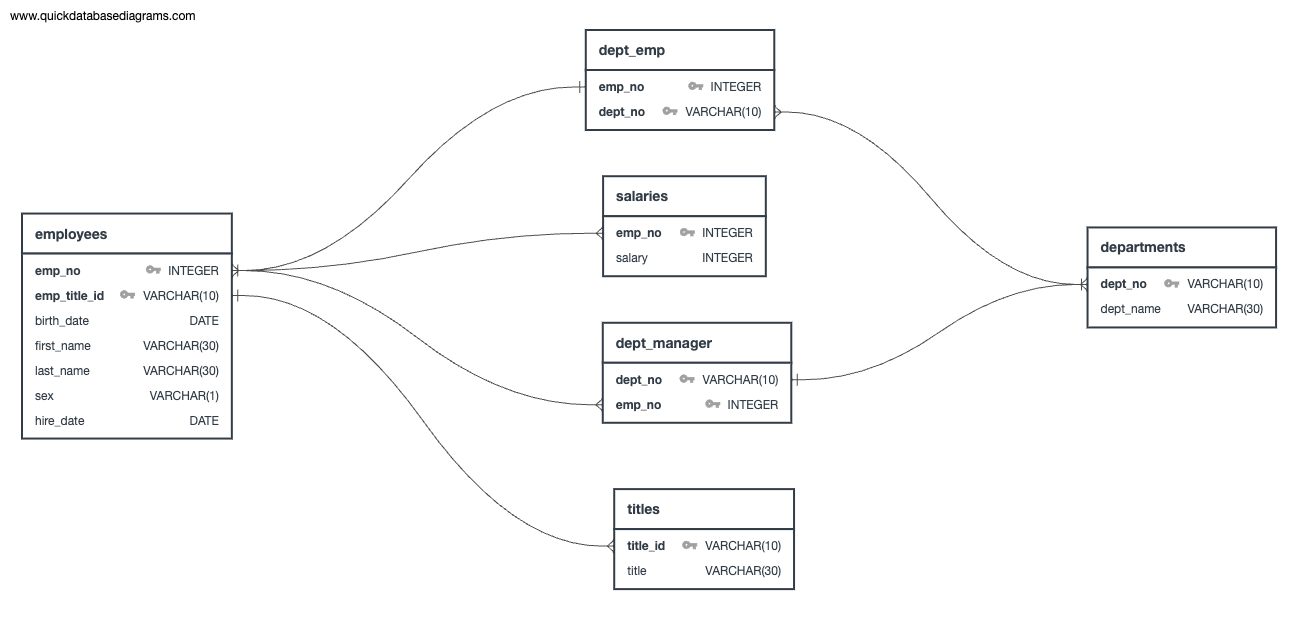 www.quickdatabasediagrams.com
dept_emp
emp_no INTEGER
dept_no VARCHAR(10)
salaries
emp_no INTEGER
salary INTEGER
employees
emp_no INTEGER
emp_title_id VARCHAR(10)
birth_date DATE
first_name VARCHAR(30)
last_name VARCHAR(30)
sex VARCHAR(1)
hire_date DATE
departments
dept_no VARCHAR(10)
dept_name VARCHAR(30)
dept_manager
dept_no VARCHAR(10)
emp_no INTEGER
titles
title_id VARCHAR(10)
title VARCHAR(30)